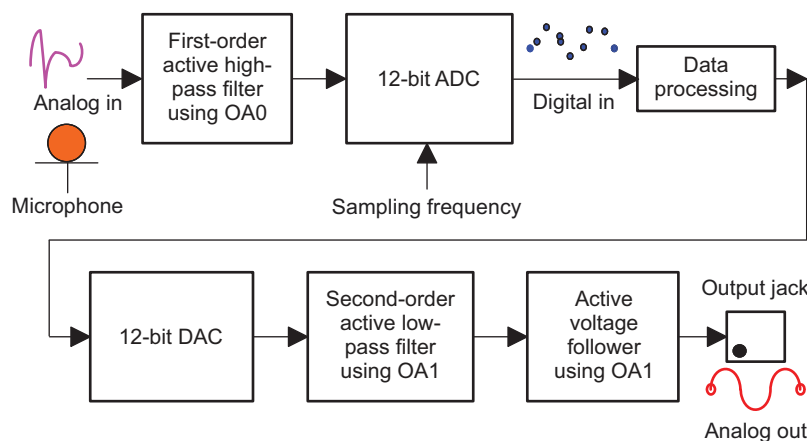 First-order
active high-
pass filter
using OA0
Analog in
Microphone
12-bit ADC
Sampling frequency
Digital in
Data
processing
12-bit DAC
Second-order
active low-
pass filter
using OA1
Active
voltage
follower
using OA1
Output jack
Analog out